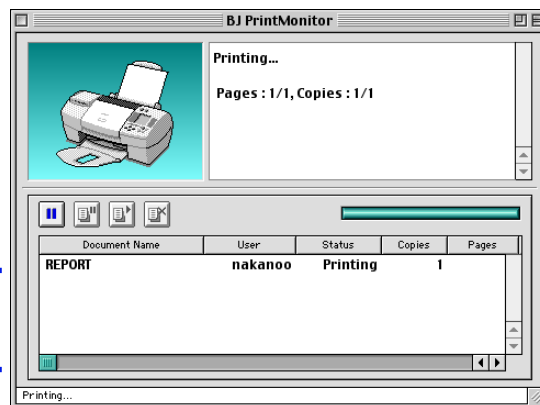 BJ PrintMonitor
Printing...
Pages : 1/1, Copies : 1/1
Document Name User Status Copies Pages
REPORT nakanoo Printing 1
Printing...